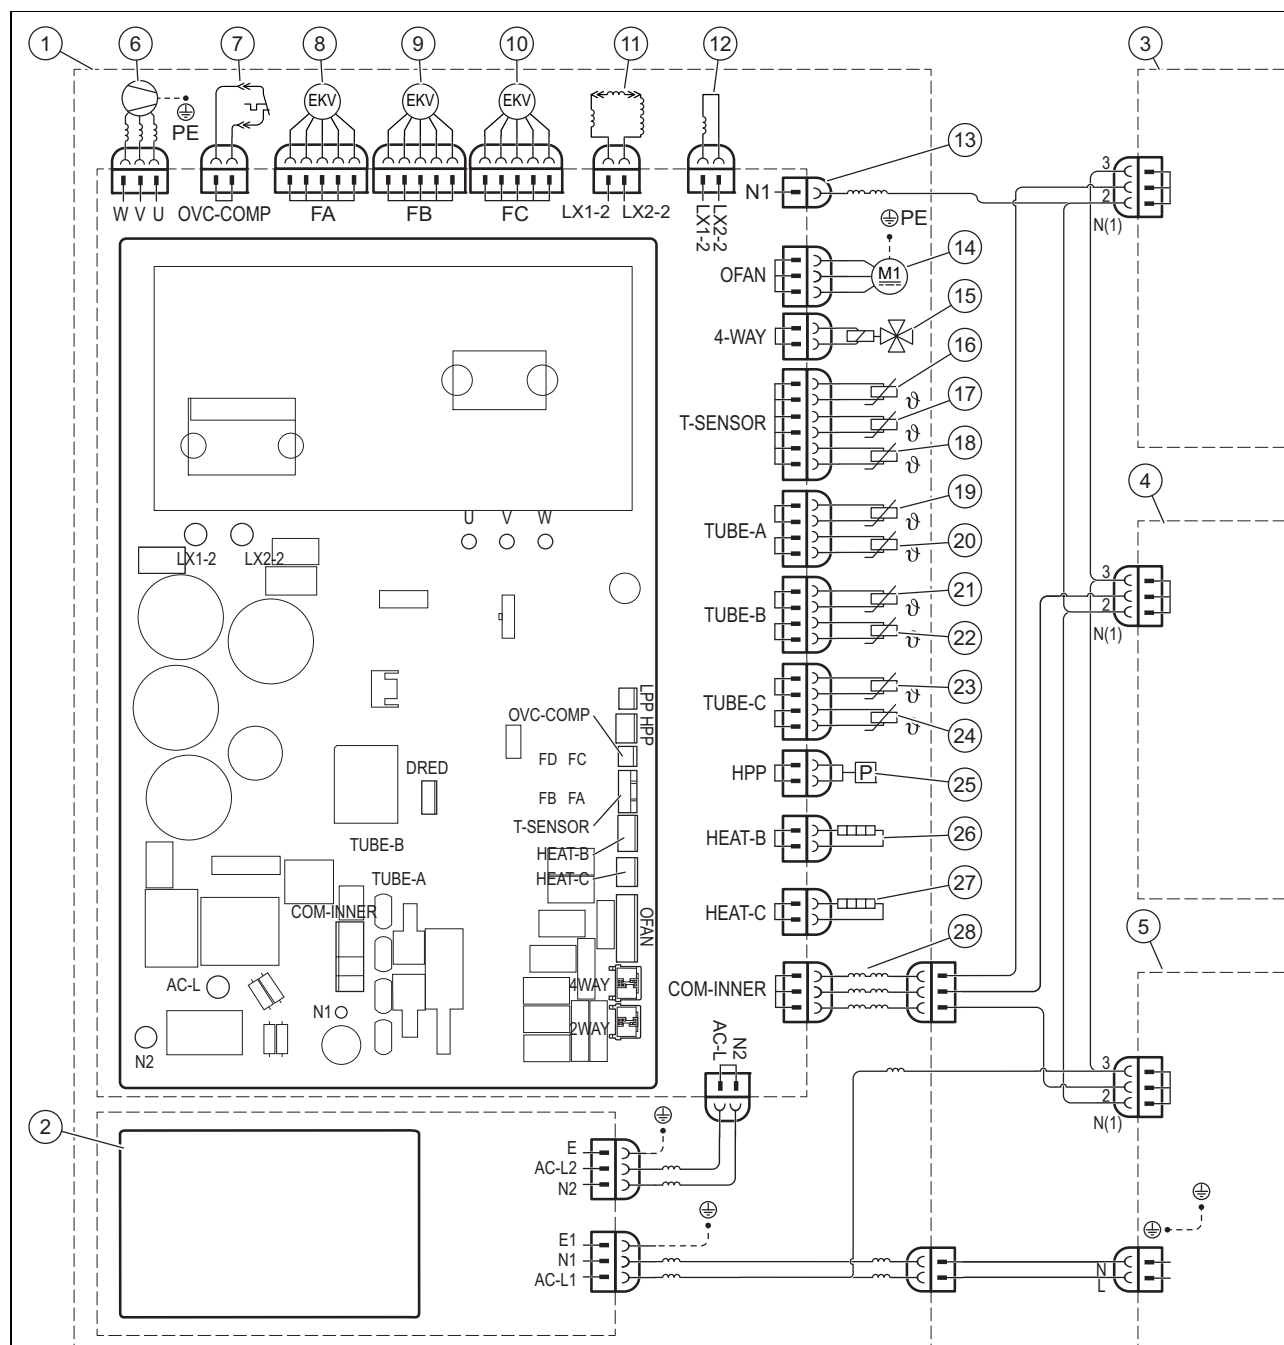 1 6 7 8 9 10 11 12 3
EKV EKV EKV
PE
13
3
N1
2
W V U OVC-COMP FA FB FC LX1-2 LX2-2
LX1-2
LX2-2
N(1)
PE
14
OFAN M1
15
4-WAY
16
ϑ
17
T-SENSOR ϑ
18
ϑ
19 4
ϑ
TUBE-A
20
ϑ
U V W
LX1-2 LX2-2
3
21
ϑ
TUBE-B
2
22
ϑ
N(1)
23
ϑ
TUBE-C
24
ϑ
LPP HPP
OVC-COMP
FD FC
DRED
HPP P 25
FB FA
T-SENSOR
TUBE-B
HEAT-B
HEAT-B 26
TUBE-A
HEAT-C
HEAT-C 27
COM-INNER
OFAN
28 5
AC-L
4WAY
COM-INNER
N1
2WAY
N2
AC-L
N2
3
2
N(1)
2
E
AC-L2
N2
E1
N1
AC-L1
N
L